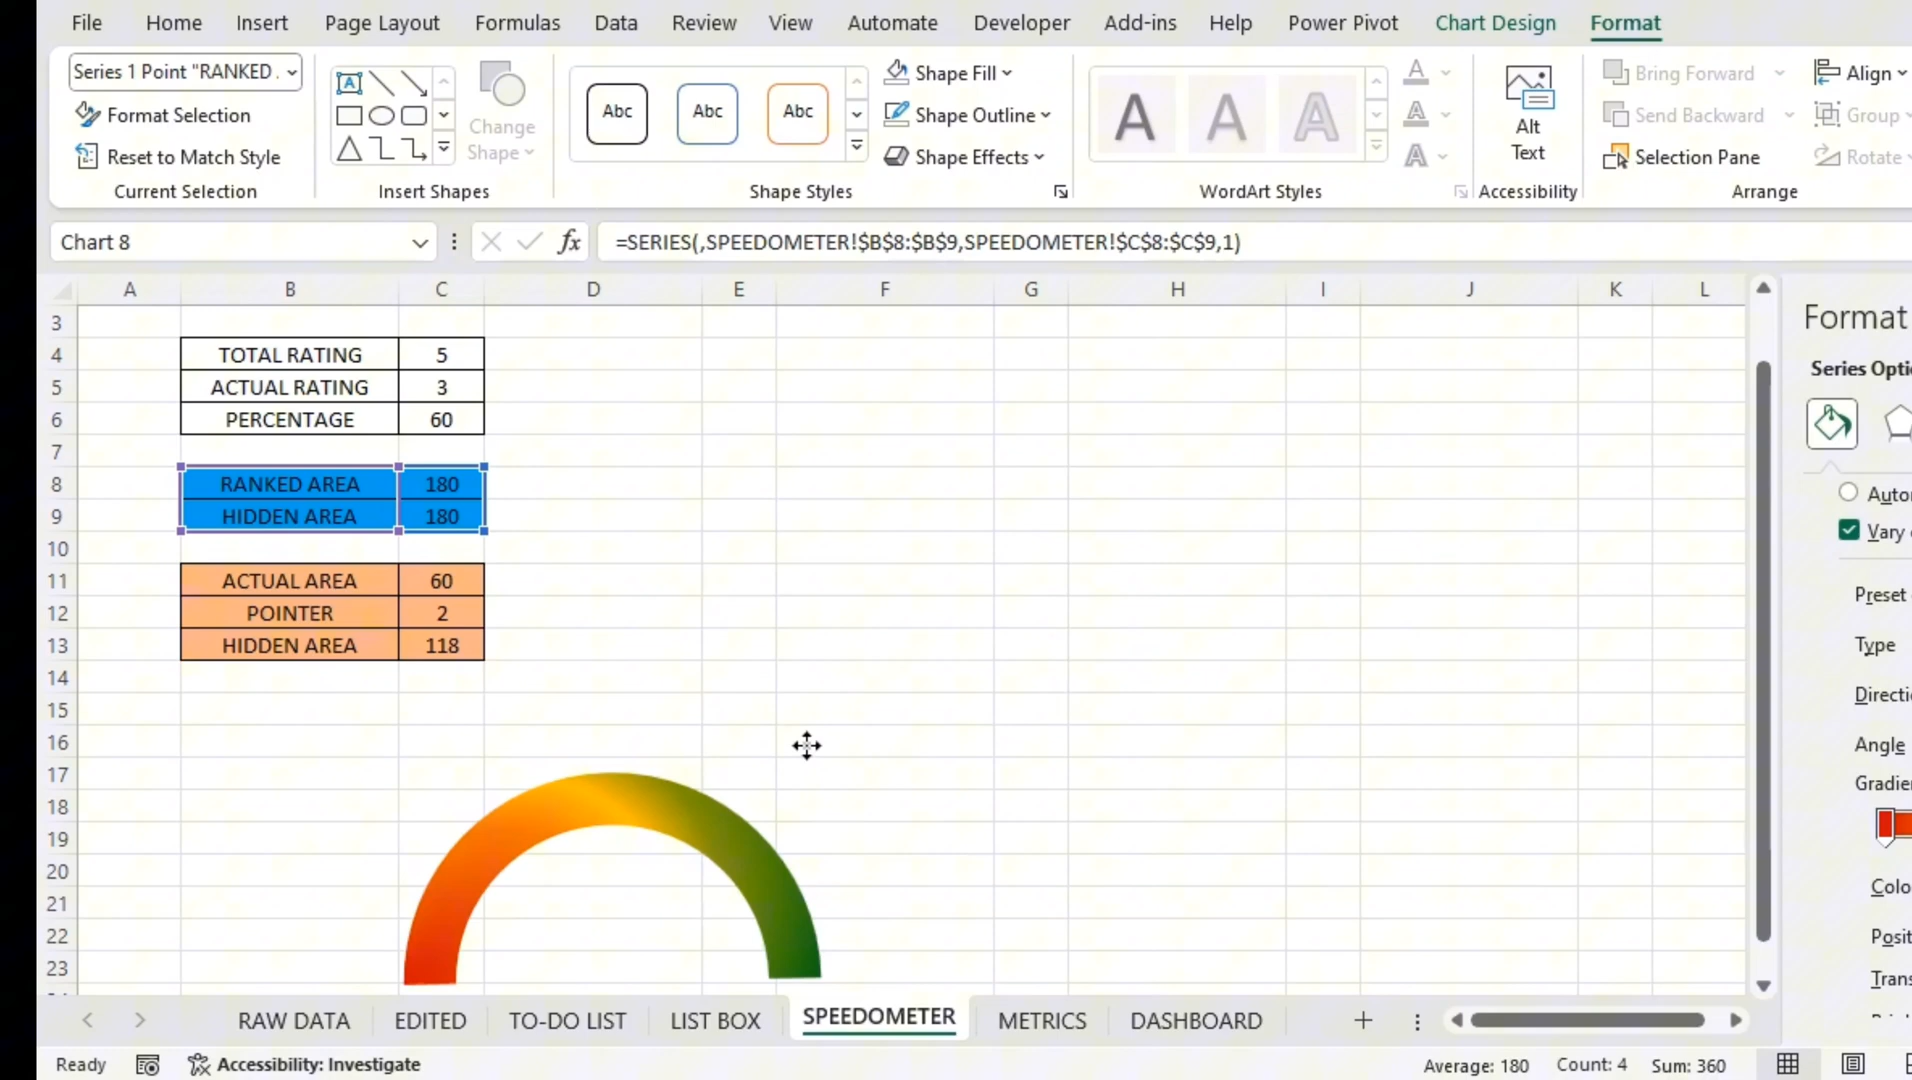 File Home Page Layout Formulas Data Review View Automate Developer Add-ins Help Power Pivot Chart Design Format
Series 1 Point "RANKED .
Format Selection
Reset to Match Style
Current Selection
A
Change
Shape
Insert Shapes
Abc Abc Abc
Shape Fill
Shape Outline
Shape Effects
Shape Styles
A A A
A
A
A
WordArt Styles
Alt
Text
Accessibility
Bring Forward
Send Backward
Selection Pane
Align
Group
Rotate
Arrange
Chart 8
fx
=SERIES(,SPEEDOMETER!$B$8:$B$9,SPEEDOMETER!$C$8:$C$9,1)
A B C D E F G H I J K L
3
4 TOTAL RATING 5
5 ACTUAL RATING 3
6 PERCENTAGE 60
7
8 RANKED AREA 180
9 HIDDEN AREA 180
10
11 ACTUAL AREA 60
12 POINTER 2
13 HIDDEN AREA 118
14
15
16
17
18
19
20
21
22
23
Format
Series Opti
Auto
Vary
Preset
Type
Directi
Angle
Gradie
Colo
Posit
Trans
RAW DATA EDITED TO-DO LIST LIST BOX SPEEDOMETER METRICS DASHBOARD
Ready Accessibility: Investigate Average: 180 Count: 4 Sum: 360